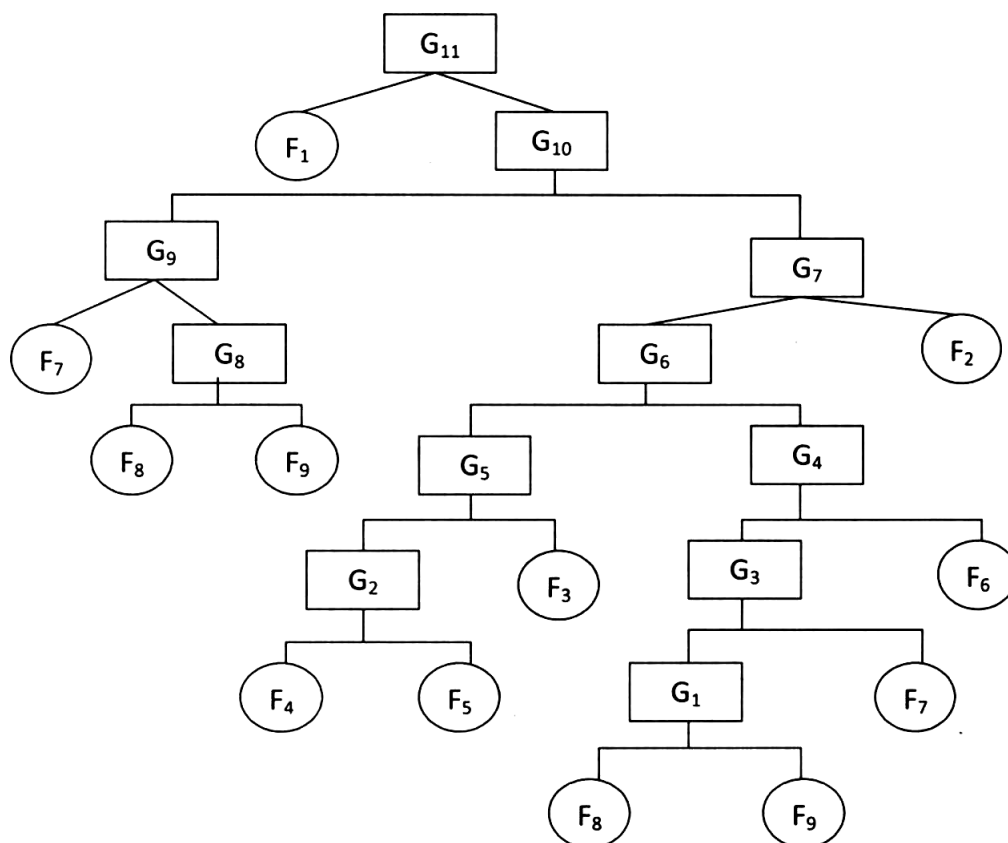 G₁₁
F₁
G₁₀
G₉
G₇
F₇
G₈
G₆
F₂
F₈
F₉
G₅
G₄
G₂
F₃
G₃
F₆
F₄
F₅
G₁
F₇
F₈
F₉